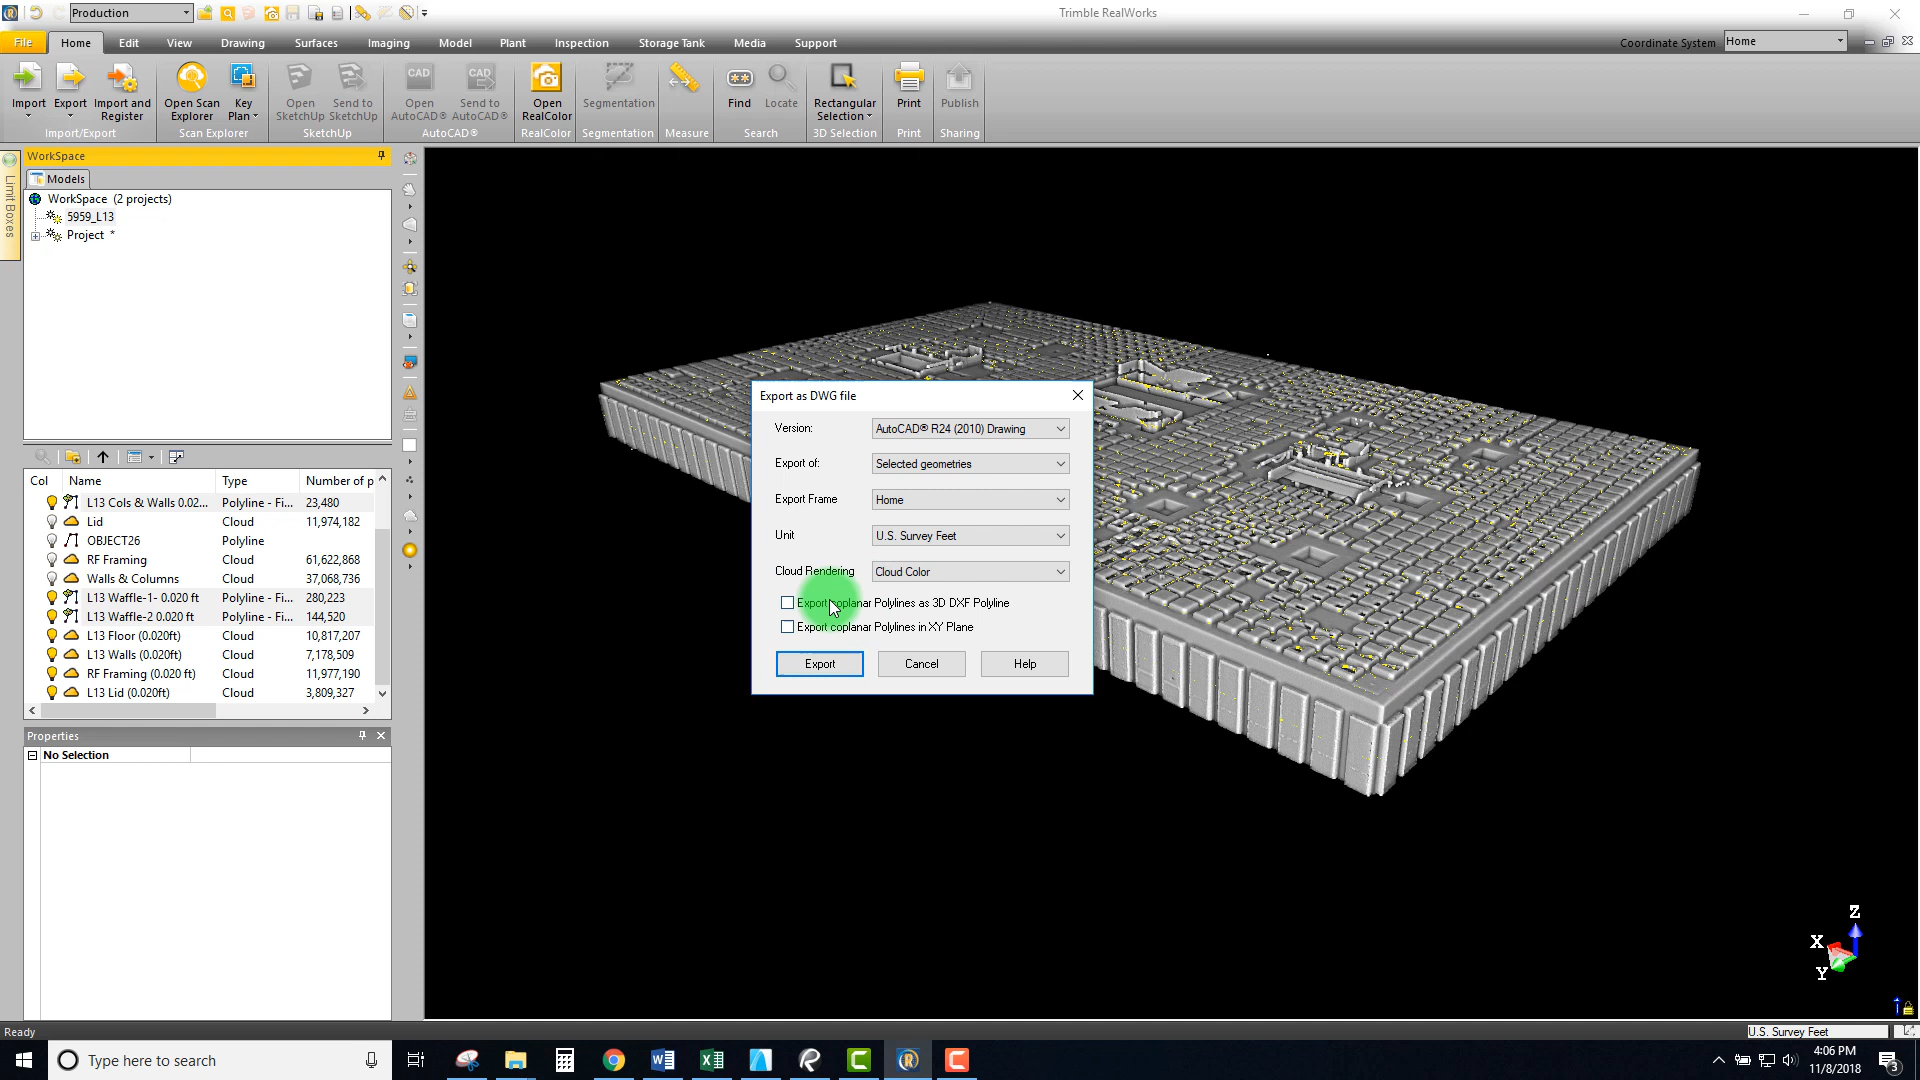 Production
Trimble RealWorks
File
Home
Edit
View
Drawing
Surfaces
Imaging
Model
Plant
Inspection
Storage Tank
Media
Support
Coordinate System
Home
Import
Export
Import and Register
Open Scan Explorer
Key Plan
Open SketchUp
Send to SketchUp
Open AutoCAD®
Send to AutoCAD®
Open RealColor
Segmentation
Find
Locate
Rectangular Selection
Print
Publish
Import/Export
Scan Explorer
SketchUp
AutoCAD®
RealColor
Segmentation
Measure
Search
3D Selection
Print
Sharing
Limit Boxes
WorkSpace
Models
WorkSpace (2 projects)
5959_L13
Project *
Col Name Type Number of p
L13 Cols & Walls 0.02... Polyline - Fi... 23,480
Lid Cloud 11,974,182
OBJECT26 Polyline
RF Framing Cloud 61,622,868
Walls & Columns Cloud 37,068,736
L13 Waffle-1- 0.020 ft Polyline - Fi... 280,223
L13 Waffle-2 0.020 ft Polyline - Fi... 144,520
L13 Floor (0.020ft) Cloud 10,817,207
L13 Walls (0.020ft) Cloud 7,178,509
RF Framing (0.020ft) Cloud 11,977,190
L13 Lid (0.020ft) Cloud 3,809,327
Properties
No Selection
Export as DWG file
Version: AutoCAD® R24 (2010) Drawing
Export of: Selected geometries
Export Frame Home
Unit U.S. Survey Feet
Cloud Rendering Cloud Color
Export coplanar Polylines as 3D DXF Polyline
Export coplanar Polylines in XY Plane
Export
Cancel
Help
Z
X
Y
Ready
U.S. Survey Feet
Type here to search
4:06 PM
11/8/2018
3